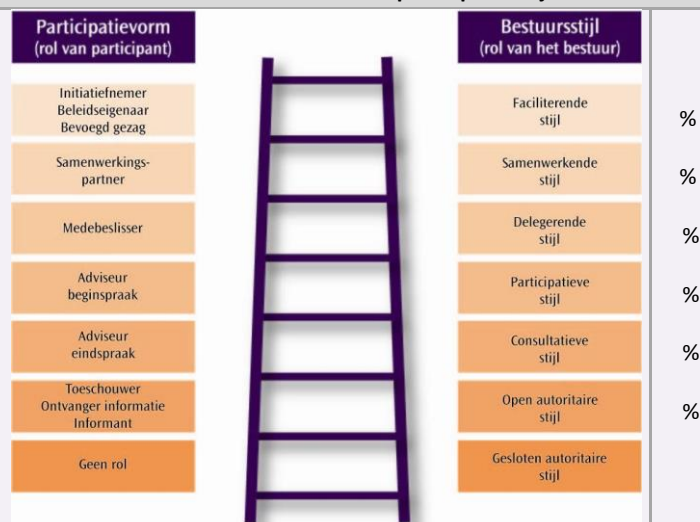 Participatievorm
(rol van participant)
Bestuursstijl
(rol van het bestuur)
Initiatiefnemer
Beleidseigenaar
Bevoegd gezag
Faciliterende
stijl
%
Samenwerkings-
partner
Samenwerkende
stijl
%
Medebeslisser
Delegerende
stijl
%
Adviseur
beginspraak
Participatieve
stijl
%
Adviseur
eindspraak
Consultatieve
stijl
%
Toeschouwer
Ontvanger informatie
Informant
Open autoritaire
stijl
%
Geen rol
Gesloten autoritaire
stijl